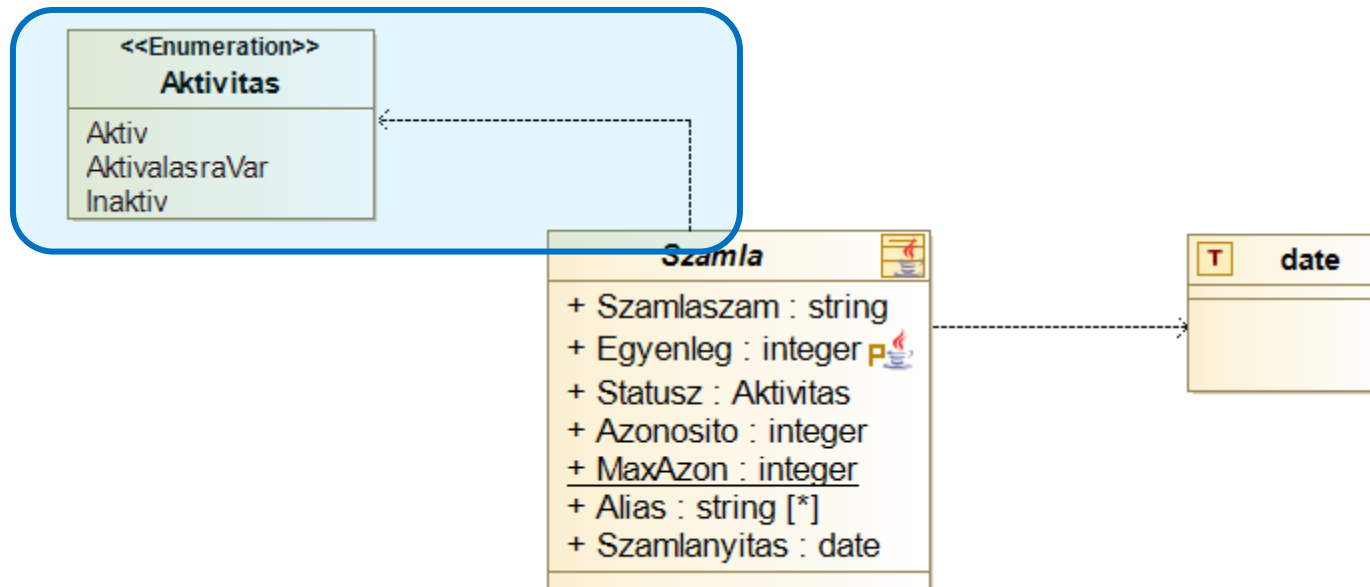 <<Enumeration>>
Aktivitas
Aktiv
AktivalasraVar
Inaktiv
Szamla
+ Szamlaszam : string
+ Egyenleg : integer P
+ Statusz : Aktivitas
+ Azonosito : integer
+ MaxAzon : integer
+ Alias : string [*]
+ Szamlanyitas : date
T date